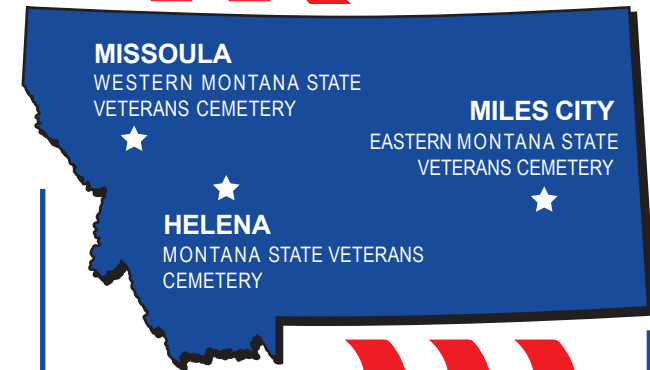 MISSOULA
WESTERN MONTANA STATE
VETERANS CEMETERY
MILES CITY
EASTERN MONTANA STATE
VETERANS CEMETERY
HELENA
MONTANA STATE VETERANS
CEMETERY